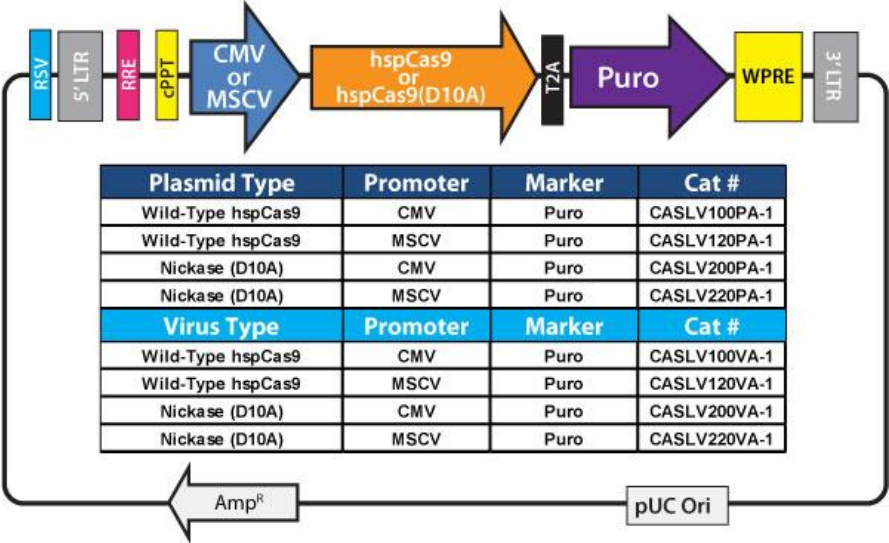 RSV
5' LTR
RRE
cPPT
CMV
or
MSCV
hspCas9
or
hspCas9(D10A)
T2A
Puro
WPRE
3' LTR
Plasmid Type Promoter Marker Cat #
Wild-Type hspCas9 CMV Puro CASLV100PA-1
Wild-Type hspCas9 MSCV Puro CASLV120PA-1
Nickase (D10A) CMV Puro CASLV200PA-1
Nickase (D10A) MSCV Puro CASLV220PA-1
Virus Type Promoter Marker Cat #
Wild-Type hspCas9 CMV Puro CASLV100VA-1
Wild-Type hspCas9 MSCV Puro CASLV120VA-1
Nickase (D10A) CMV Puro CASLV200VA-1
Nickase (D10A) MSCV Puro CASLV220VA-1
Amp^R
pUC Ori